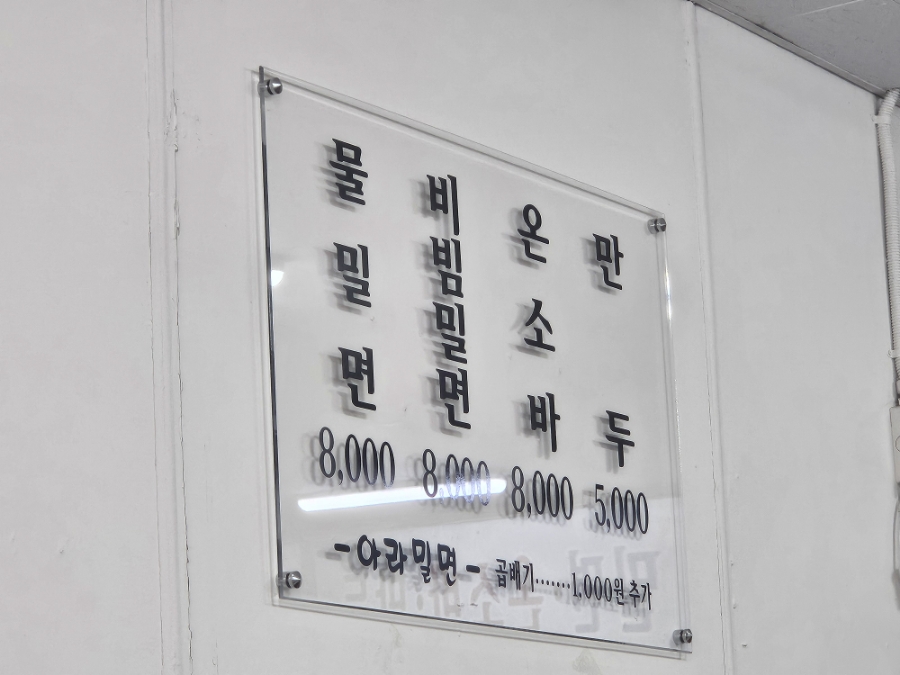 물밀면 8,000
비빔밀면 8,000
온소바 8,000
만두 5,000
-아라밀면- 곱배기.......1,000원 추가